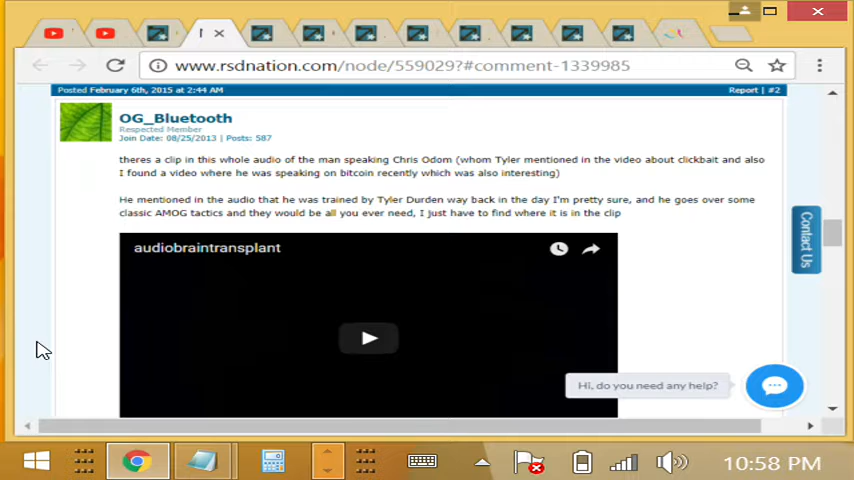 www.rsdnation.com/node/559029?#comment-1339985
Posted February 6th, 2015 at 2:44 AM
Report | #2
OG_Bluetooth
Respected Member
Join Date: 08/25/2013 | Posts: 587
theres a clip in this whole audio of the man speaking Chris Odom (whom Tyler mentioned in the video about clickbait and also
I found a video where he was speaking on bitcoin recently which was also interesting)
He mentioned in the audio that he was trained by Tyler Durden way back in the day I'm pretty sure, and he goes over some
classic AMOG tactics and they would be all you ever need, I just have to find where it is in the clip
audiobraintransplant
Contact Us
Hi, do you need any help?
10:58 PM